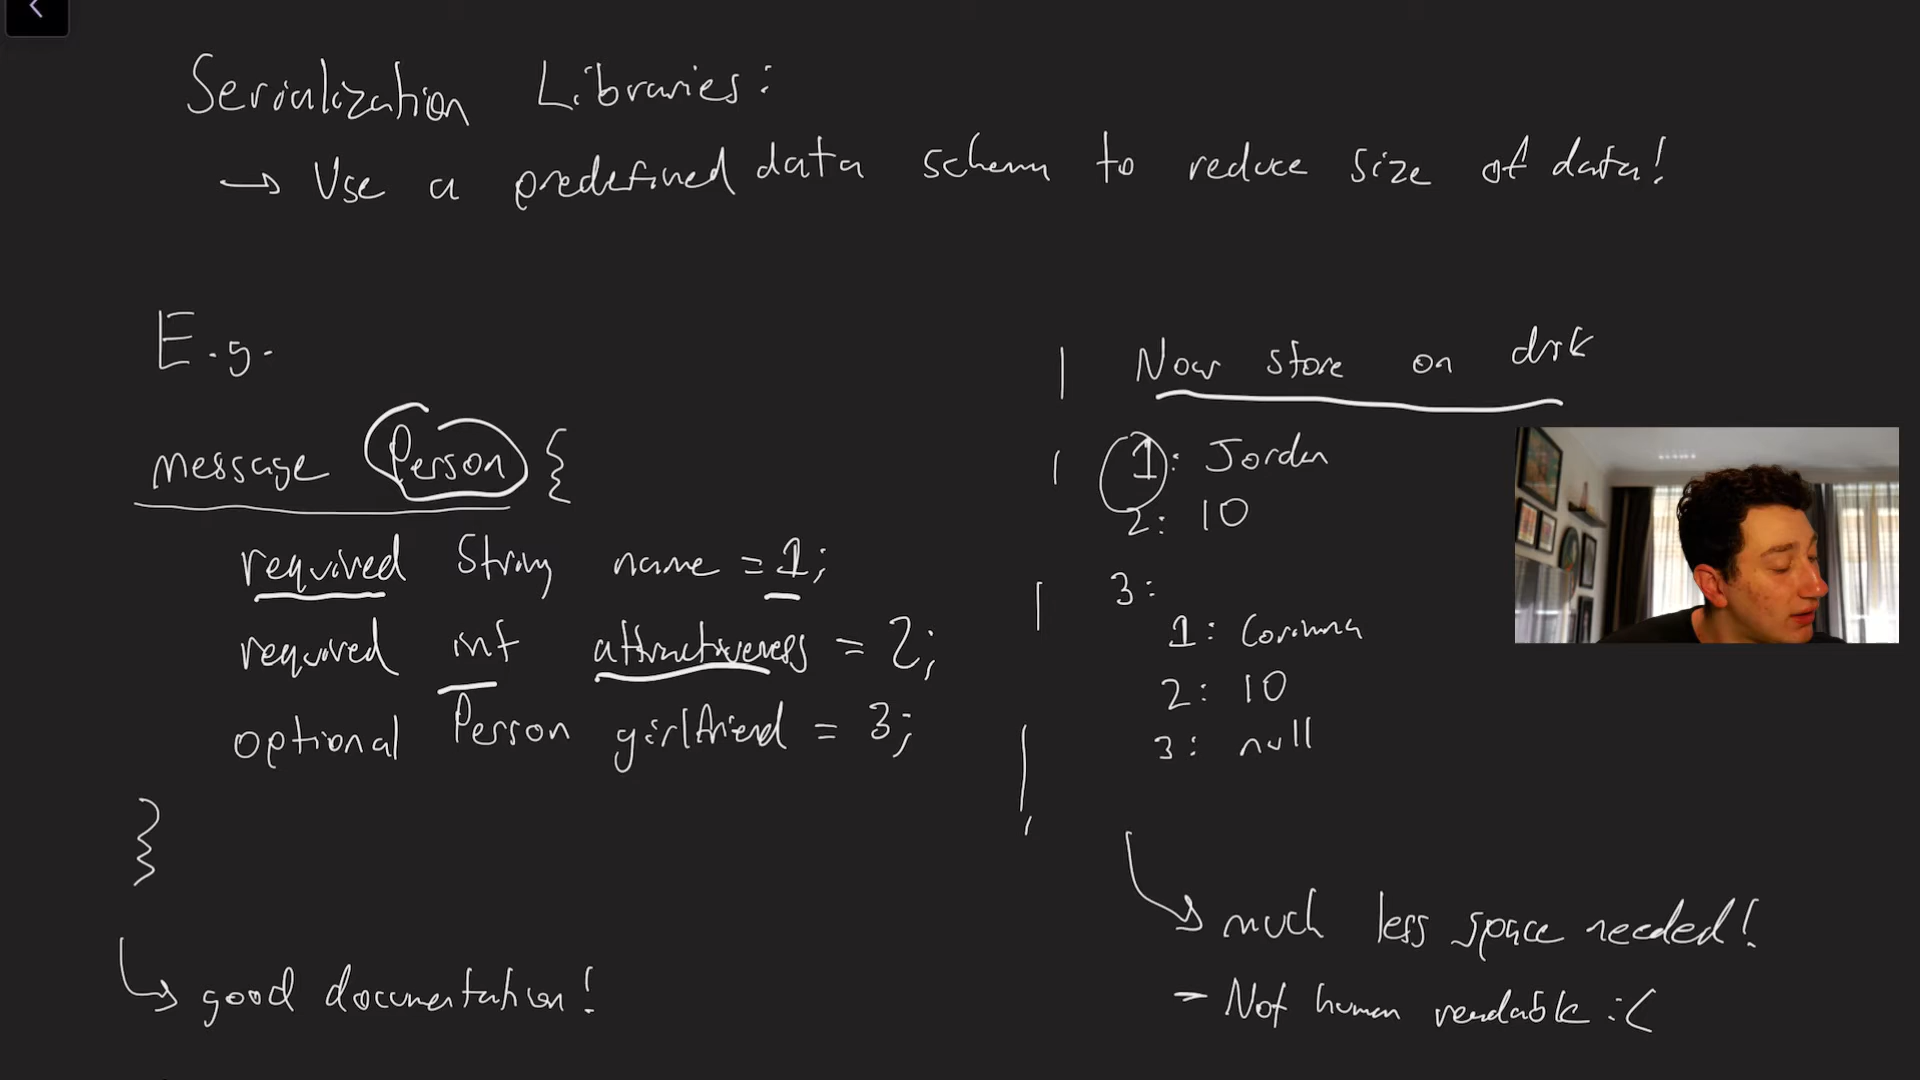 Serialization Libraries:
→ Use a predefined data schema to reduce size of data!
E.g.
message Person {
required String name = 1;
required int attractiveness = 2;
optional Person girlfriend = 3;
}
↳ good documentation!
Now store on disk
1: Jordan
2: 10
3:
1: Corinna
2: 10
3: null
↳ much less space needed!
- Not human readable :(